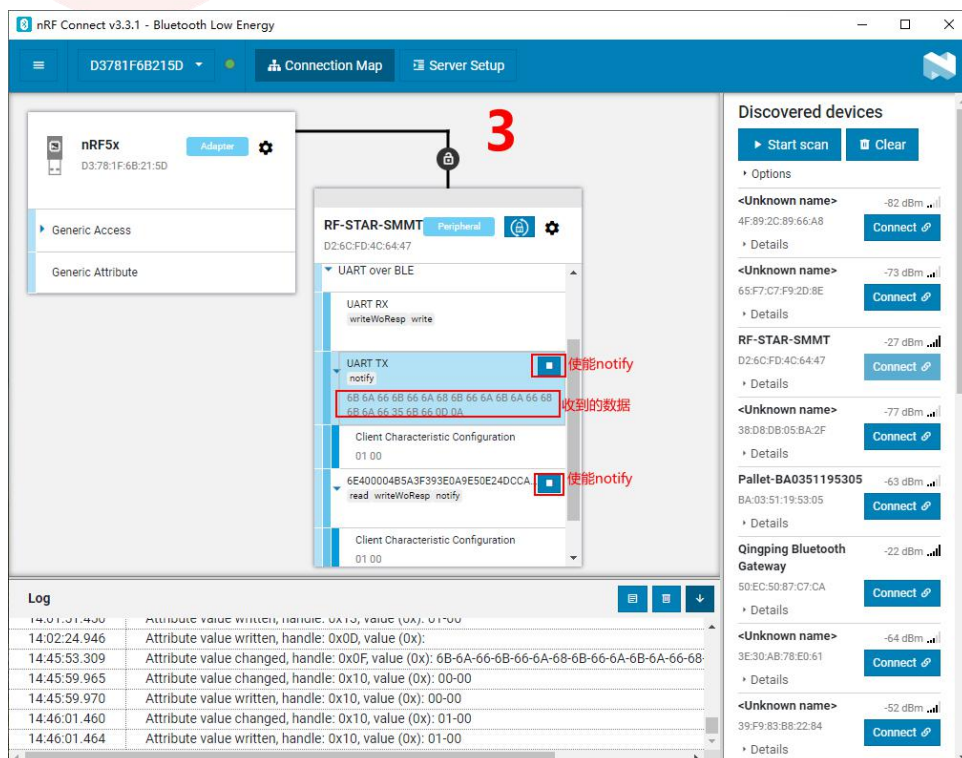 nRF Connect v3.3.1 - Bluetooth Low Energy
D3781F6B215D
Connection Map
Server Setup
3
nRF5x
Adapter
D3:78:1F:6B:21:5D
Generic Access
Generic Attribute
RF-STAR-SMMT
Peripheral
D2:6C:FD:4C:64:47
UART over BLE
UART RX
writeWoResp write
UART TX
使能notify
notify
6B 6A 66 6B 66 6A 68 6B 66 6A 6B 6A 66 68
6B 6A 66 35 6B 66 0D 0A
收到的数据
Client Characteristic Configuration
01 00
6E400004B5A3F393E0A9E50E24DCCA...
使能notify
read writeWoResp notify
Client Characteristic Configuration
01 00
Discovered devices
Start scan
Clear
Options
<Unknown name>
-82 dBm
4F:89:2C:89:66:A8
Connect
Details
<Unknown name>
-73 dBm
65:F7:C7:F9:2D:8E
Connect
Details
RF-STAR-SMMT
-27 dBm
D2:6C:FD:4C:64:47
Connect
Details
<Unknown name>
-77 dBm
38:D8:DB:05:BA:2F
Connect
Details
Pallet-BA0351195305
-63 dBm
BA:03:51:19:53:05
Connect
Details
Qingping Bluetooth
Gateway
-22 dBm
50:EC:50:87:C7:CA
Connect
Details
<Unknown name>
-64 dBm
3E:30:AB:78:E0:61
Connect
Details
<Unknown name>
-52 dBm
39:F9:83:B8:22:84
Connect
Details
Log
14:01:51.450 Attribute value written, handle: 0x13, value (0x): 01-00
14:02:24.946 Attribute value written, handle: 0x0D, value (0x):
14:45:53.309 Attribute value changed, handle: 0x0F, value (0x): 6B-6A-66-6B-66-6A-68-6B-66-6A-6B-6A-66-68-
14:45:59.965 Attribute value changed, handle: 0x10, value (0x): 00-00
14:45:59.970 Attribute value written, handle: 0x10, value (0x): 00-00
14:46:01.460 Attribute value changed, handle: 0x10, value (0x): 01-00
14:46:01.464 Attribute value written, handle: 0x10, value (0x): 01-00